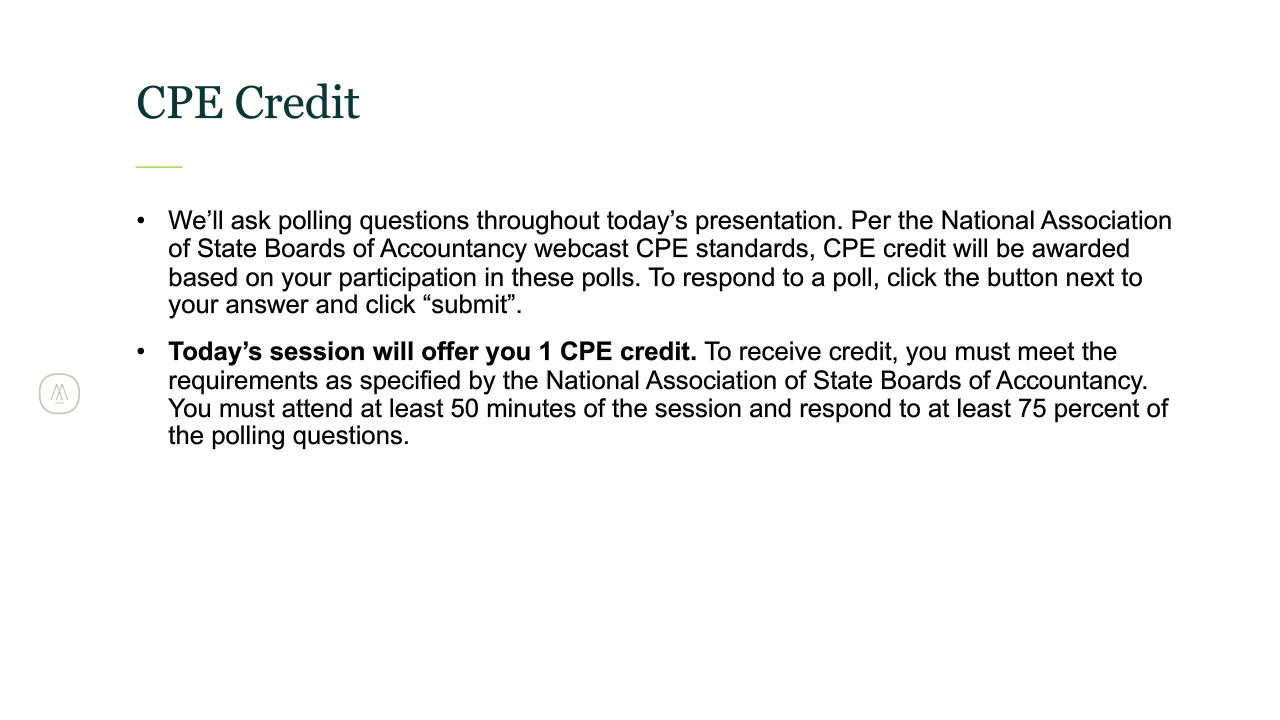 CPE Credit
• We’ll ask polling questions throughout today’s presentation. Per the National Association
of State Boards of Accountancy webcast CPE standards, CPE credit will be awarded
based on your participation in these polls. To respond to a poll, click the button next to
your answer and click “submit”.
• Today’s session will offer you 1 CPE credit. To receive credit, you must meet the
requirements as specified by the National Association of State Boards of Accountancy.
You must attend at least 50 minutes of the session and respond to at least 75 percent of
the polling questions.